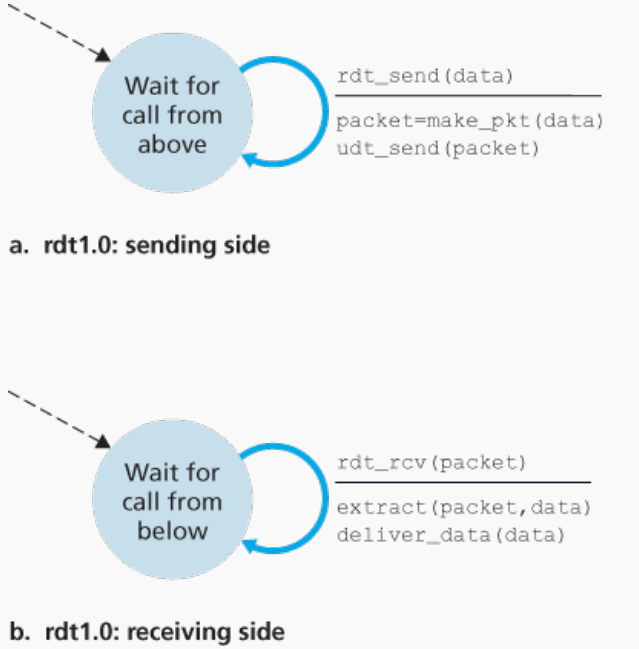 Wait for
call from
above
rdt_send(data)
packet=make_pkt(data)
udt_send(packet)
a. rdt1.0: sending side
Wait for
call from
below
rdt_rcv(packet)
extract(packet,data)
deliver_data(data)
b. rdt1.0: receiving side